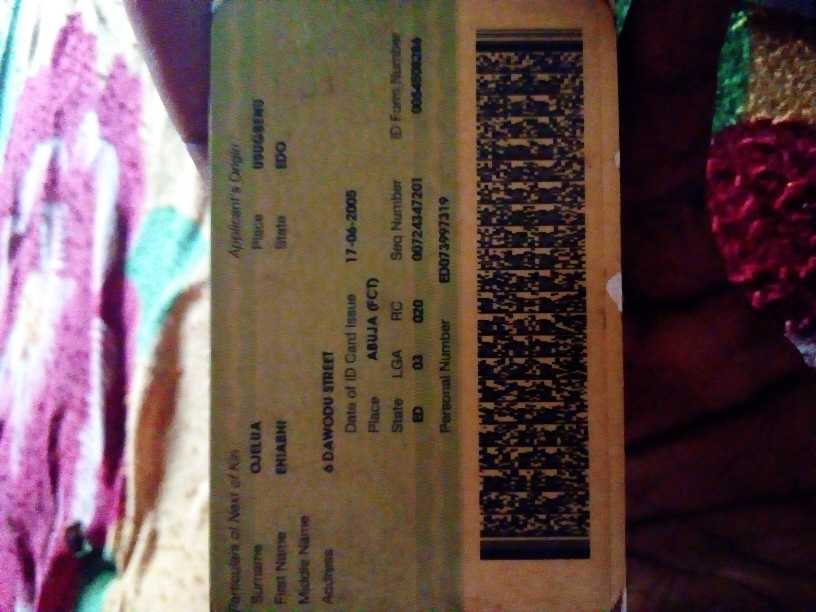 Particulars of Next of Kin Applicant's Origin
Surname OJELUA Place
First Name EHIABHI State EDO
Middle Name
Address 6 DAWODU STREET
Date of ID Card Issue 17-06-2005
Place ABUJA (FCT)
State LGA RC Seq Number ID Form Number
ED 03 020 00724347201 0054508286
Personal Number ED073997319